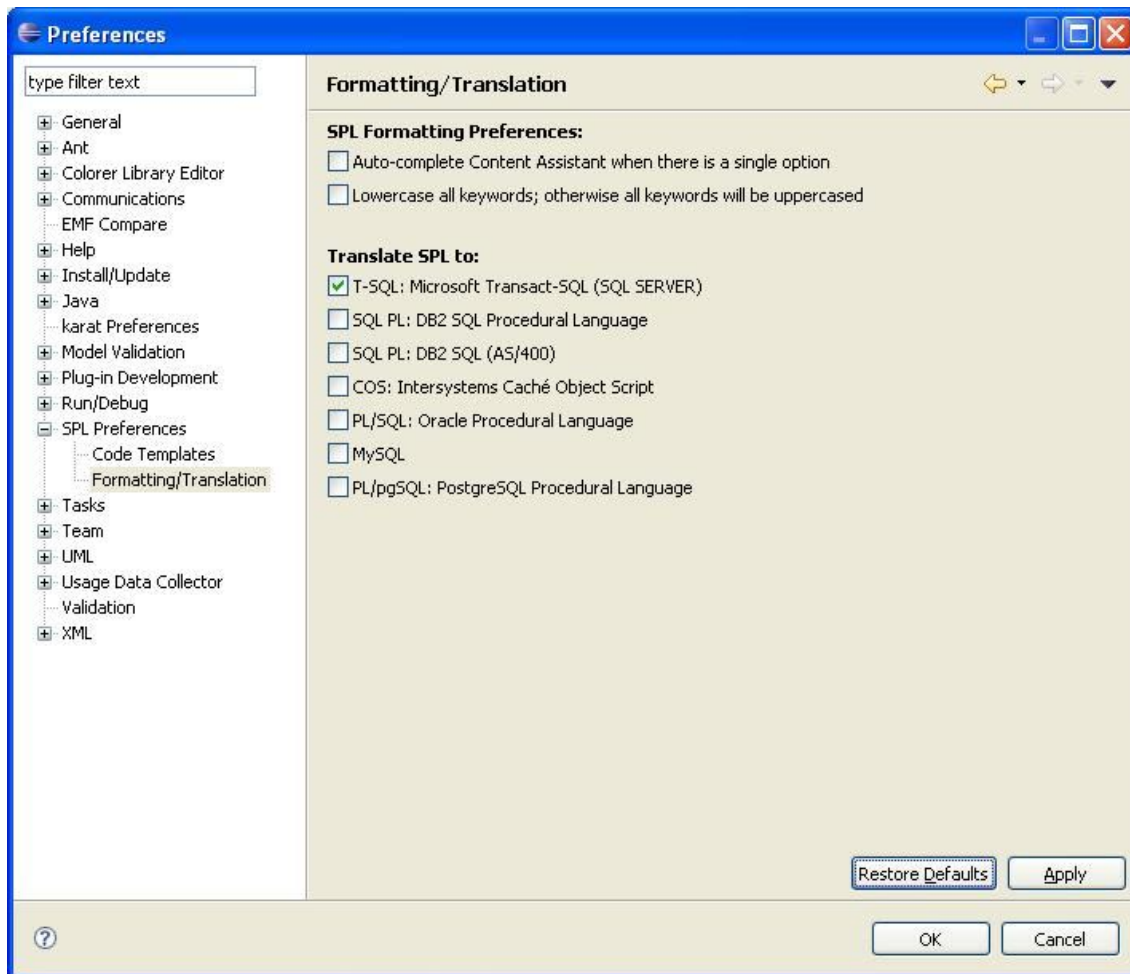 Preferences
type filter text
General
Ant
Colorer Library Editor
Communications
EMF Compare
Help
Install/Update
Java
karat Preferences
Model Validation
Plug-in Development
Run/Debug
SPL Preferences
Code Templates
Formatting/Translation
Tasks
Team
UML
Usage Data Collector
Validation
XML
Formatting/Translation
SPL Formatting Preferences:
Auto-complete Content Assistant when there is a single option
Lowercase all keywords; otherwise all keywords will be uppercased
Translate SPL to:
T-SQL: Microsoft Transact-SQL (SQL SERVER)
SQL PL: DB2 SQL Procedural Language
SQL PL: DB2 SQL (AS/400)
COS: Intersystems Caché Object Script
PL/SQL: Oracle Procedural Language
MySQL
PL/pgSQL: PostgreSQL Procedural Language
Restore Defaults
Apply
?
OK
Cancel